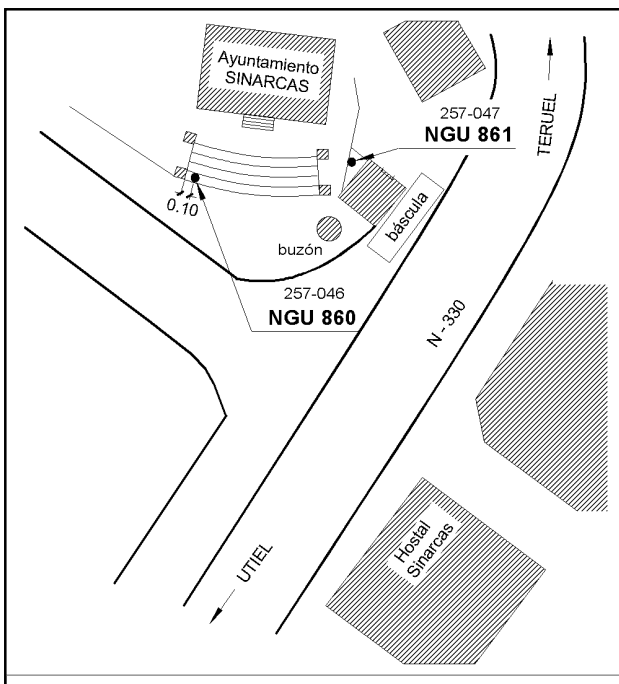 Ayuntamiento
SINARCAS
257-047
NGU 861
TERUEL
0.10
báscula
buzón
257-046
NGU 860
N - 330
UTIEL
Hostal
Sinarcas